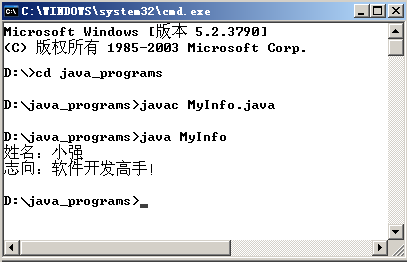 C:\WINDOWS\system32\cmd.exe
Microsoft Windows [版本 5.2.3790]
(C) 版权所有 1985-2003 Microsoft Corp.
D:\>cd java_programs
D:\java_programs>javac MyInfo.java
D:\java_programs>java MyInfo
姓名：小强
志向：软件开发高手！
D:\java_programs>_